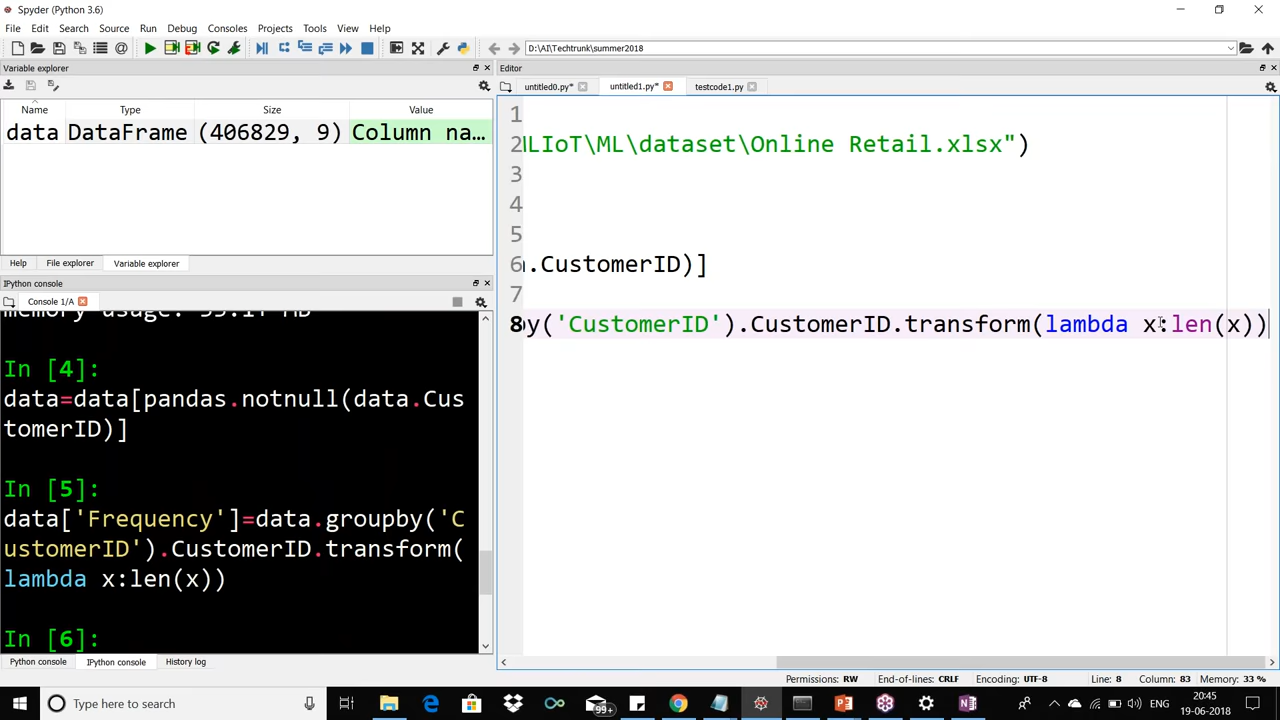 Spyder (Python 3.6)
File Edit Search Source Run Debug Consoles Projects Tools View Help
D:\AI\Techtrunk\summer2018
Variable explorer
Name Type Size Value
data DataFrame (406829, 9) Column na...
Help File explorer Variable explorer
IPython console
Console 1/A
In [4]:
data=data[pandas.notnull(data.Cus
tomerID)]
In [5]:
data['Frequency']=data.groupby('C
ustomerID').CustomerID.transform(
lambda x:len(x))
In [6]:
Python console IPython console History log
Editor
untitled0.py* untitled1.py* testcode1.py
1
2 MLIoT\ML\dataset\Online Retail.xlsx")
3
4
5
6 .CustomerID)]
7
8 by('CustomerID').CustomerID.transform(lambda x:len(x))
Permissions: RW End-of-lines: CRLF Encoding: UTF-8 Line: 8 Column: 83 Memory: 33 %
Type here to search
99+
ENG
20:45
19-06-2018